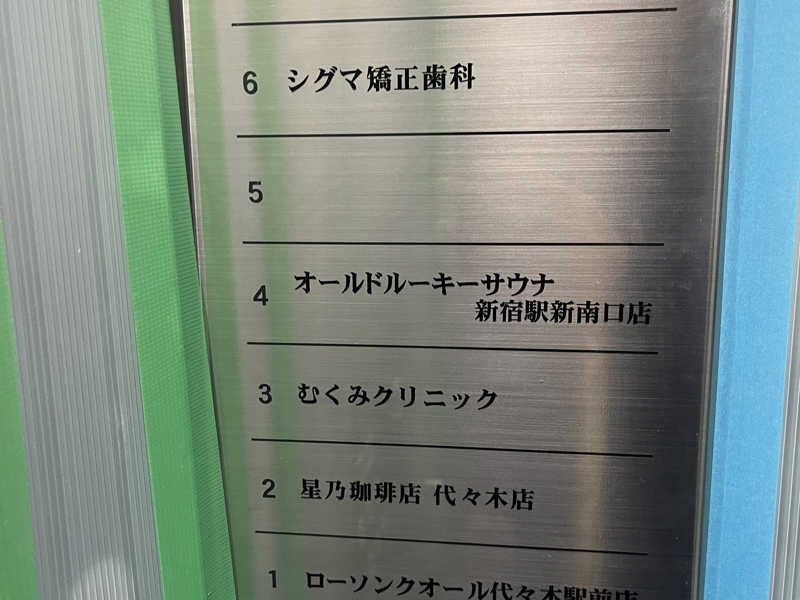 6 シグマ矯正歯科
5
4 オールドルーキーサウナ
新宿駅新南口店
3 むくみクリニック
2 星乃珈琲店 代々木店
1 ローソンクオール代々木駅前店